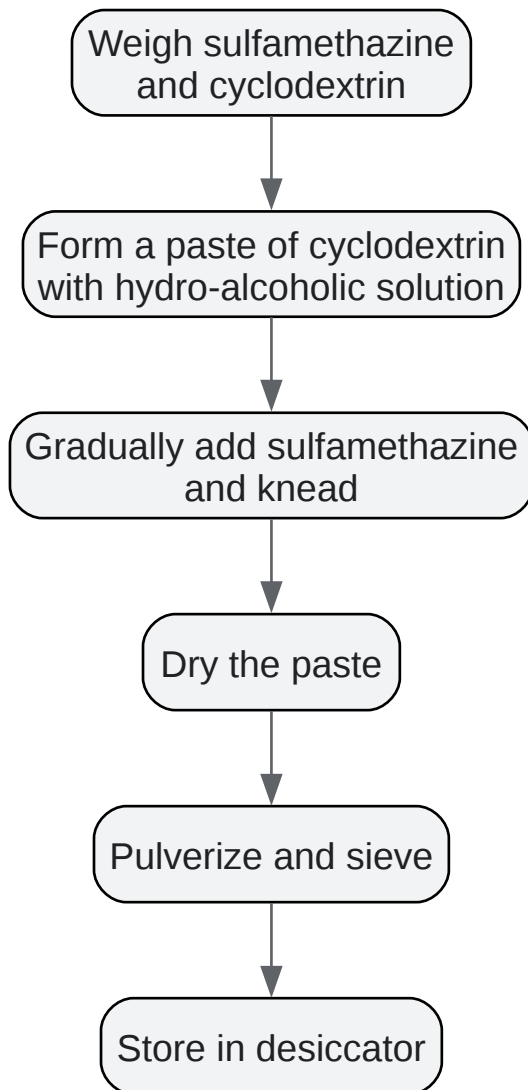 Weigh sulfamethazine
and cyclodextrin
Form a paste of cyclodextrin
with hydro-alcoholic solution
Gradually add sulfamethazine
and knead
Dry the paste
Pulverize and sieve
Store in desiccator